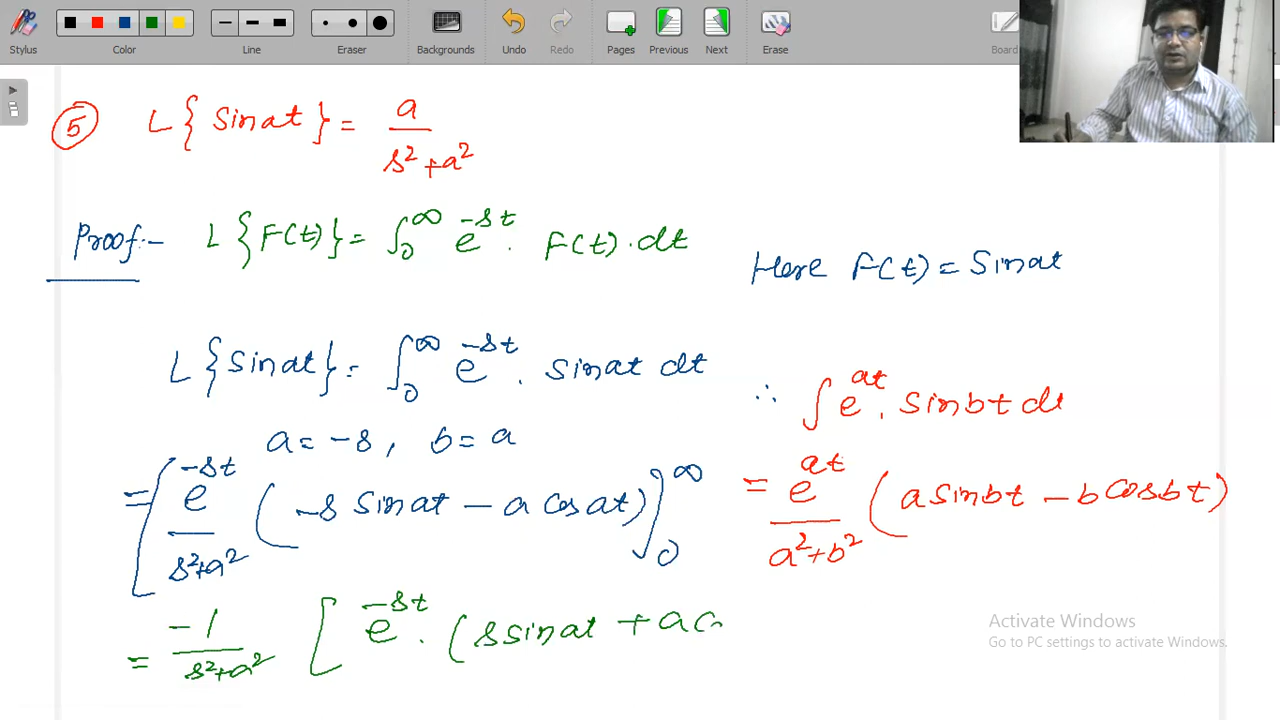 Stylus Color Line Eraser Backgrounds Undo Redo Pages Previous Next Erase Board
⑤ L{Sinat} = a/(s²+a²)
Proof:- L{F(t)} = ∫₀^∞ e^(-st) . F(t) . dt
Here F(t) = Sinat
L{Sinat} = ∫₀^∞ e^(-st) . sinat dt
∴ ∫ e^(at) . Sinbt dt
a = -s, b = a
= [ e^(-st)/(s²+a²) ( -s sinat - a cosat ) ]₀^∞
= e^(at)/(a²+b²) ( a sinbt - b cosbt )
= -1/(s²+a²) [ e^(-st) . ( s sinat + a c
Activate Windows
Go to PC settings to activate Windows.